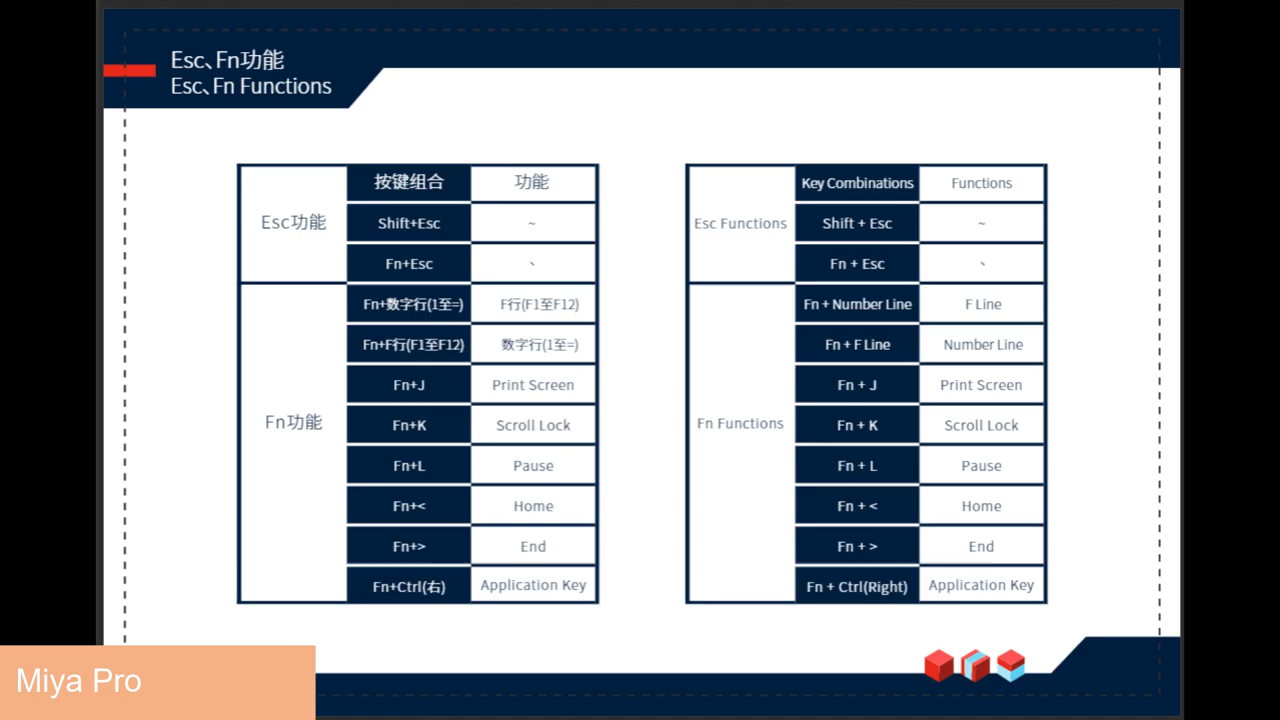 Esc、Fn功能
Esc、Fn Functions
按键组合 功能
Esc功能
Shift+Esc ~
Fn+Esc 、
Fn功能
Fn+数字行(1至=) F行(F1至F12)
Fn+F行(F1至F12) 数字行(1至=)
Fn+J Print Screen
Fn+K Scroll Lock
Fn+L Pause
Fn+< Home
Fn+> End
Fn+Ctrl(右) Application Key
Key Combinations Functions
Esc Functions
Shift + Esc ~
Fn + Esc 、
Fn Functions
Fn + Number Line F Line
Fn + F Line Number Line
Fn + J Print Screen
Fn + K Scroll Lock
Fn + L Pause
Fn + < Home
Fn + > End
Fn + Ctrl(Right) Application Key
Miya Pro